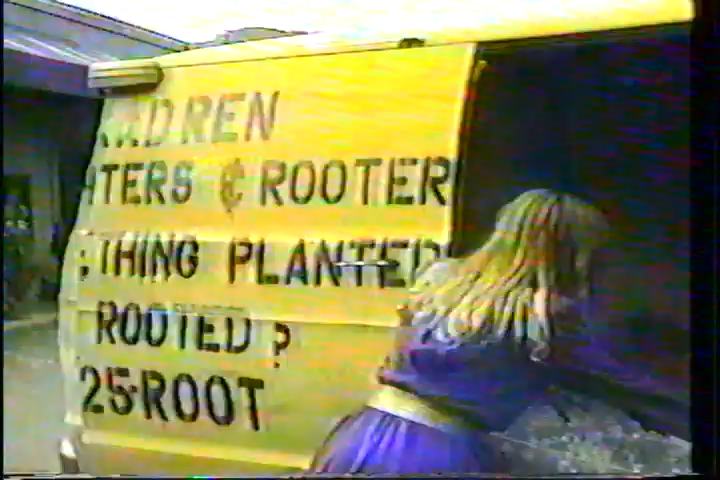 DREN
TERS & ROOTER
THING PLANTED
ROOTED ?
25-ROOT